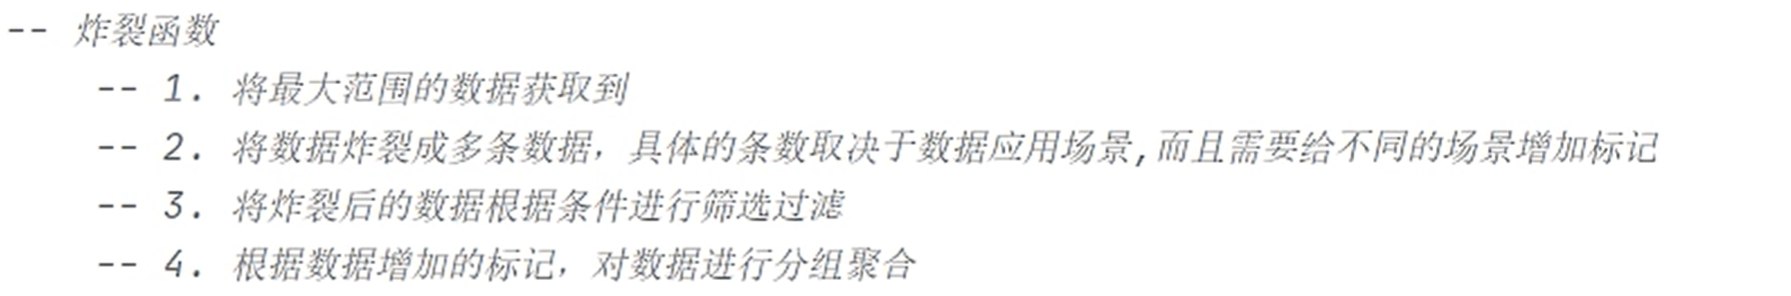 -- 炸裂函数
-- 1. 将最大范围的数据获取到
-- 2. 将数据炸裂成多条数据，具体的条数取决于数据应用场景,而且需要给不同的场景增加标记
-- 3. 将炸裂后的数据根据条件进行筛选过滤
-- 4. 根据数据增加的标记，对数据进行分组聚合